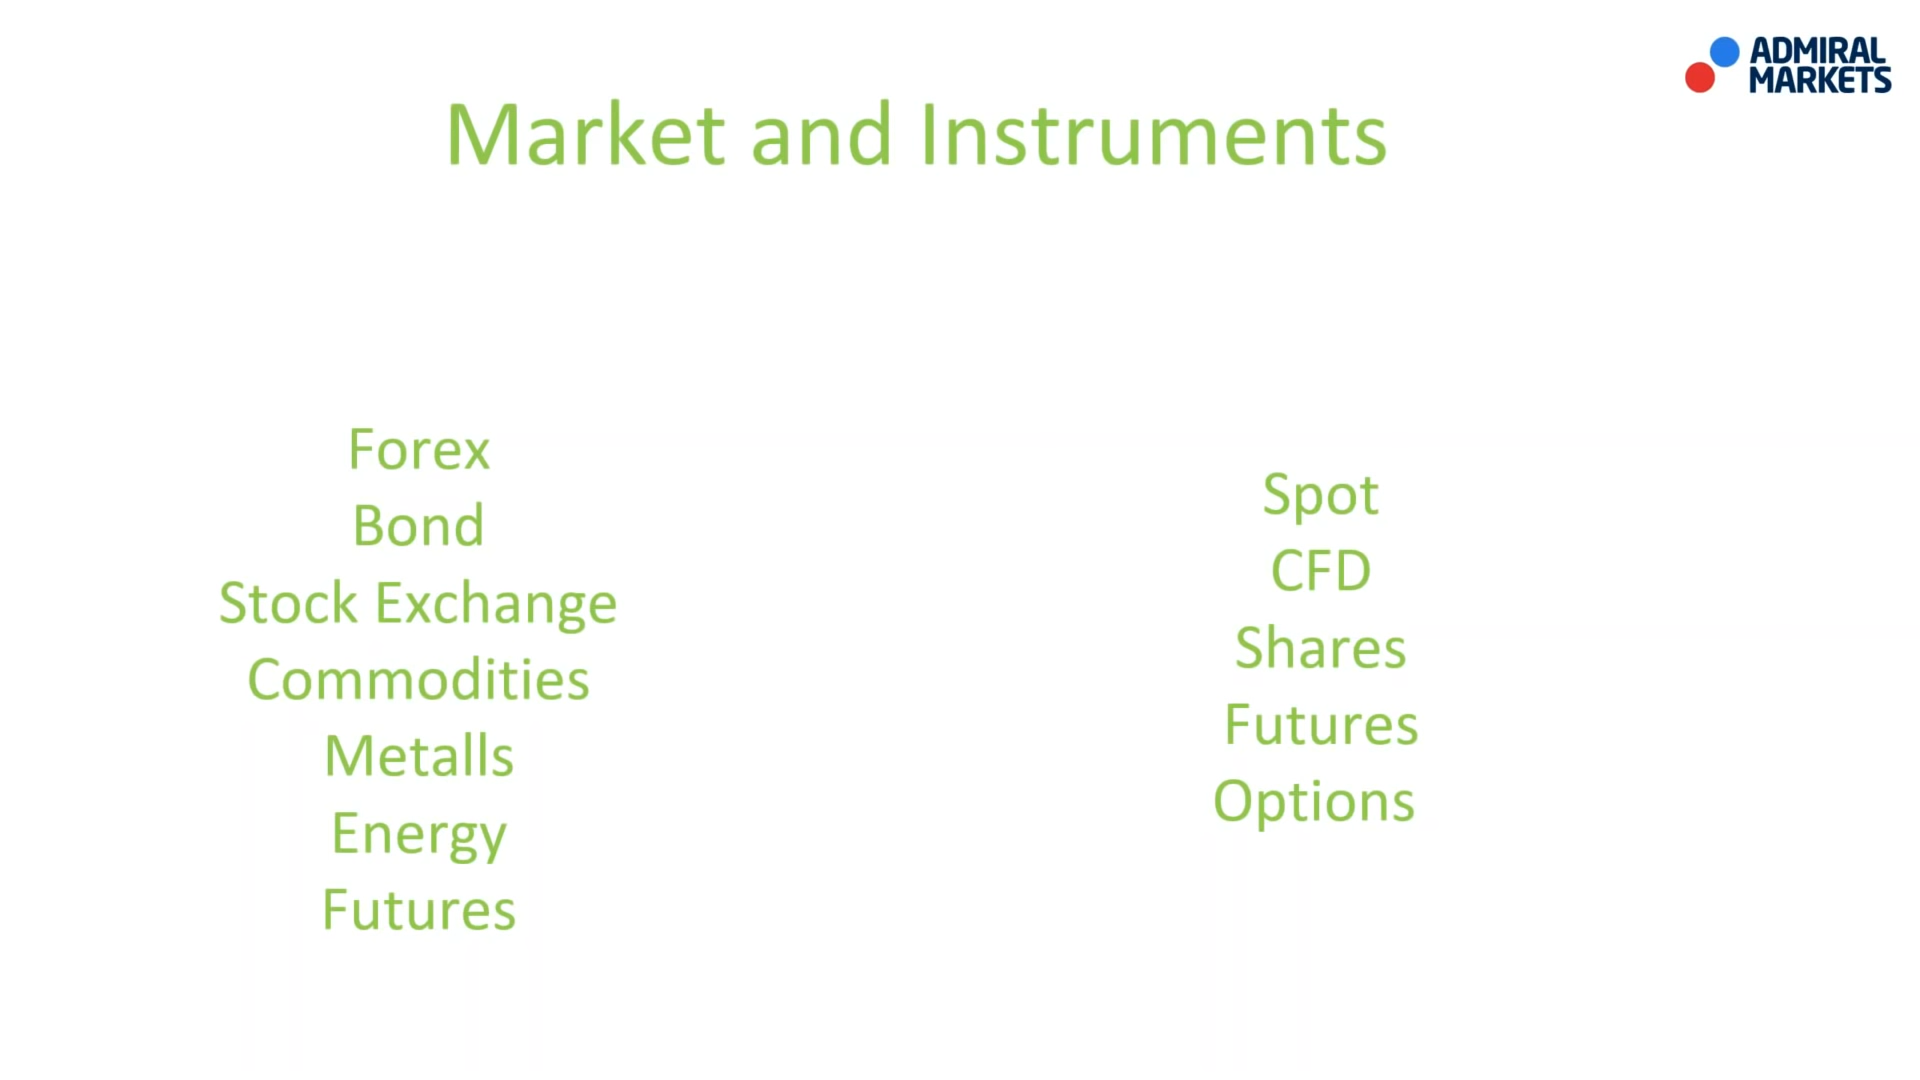 ADMIRAL
MARKETS
Market and Instruments
Forex
Bond
Stock Exchange
Commodities
Metalls
Energy
Futures
Spot
CFD
Shares
Futures
Options